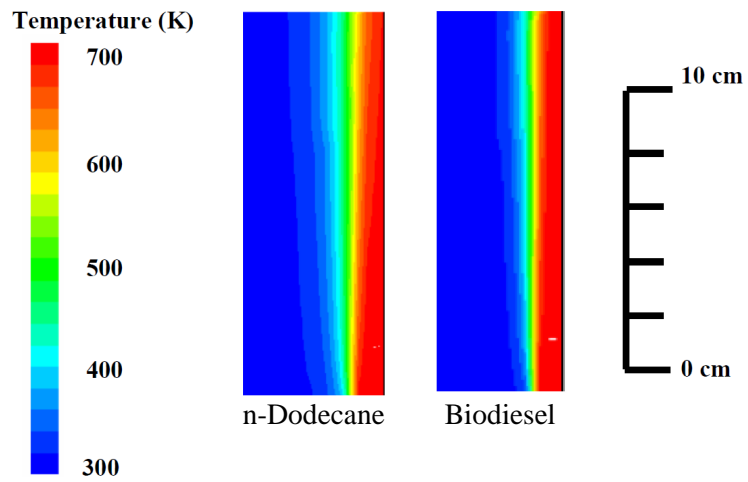 Temperature (K)
700
600
500
400
300
n-Dodecane
Biodiesel
10 cm
0 cm